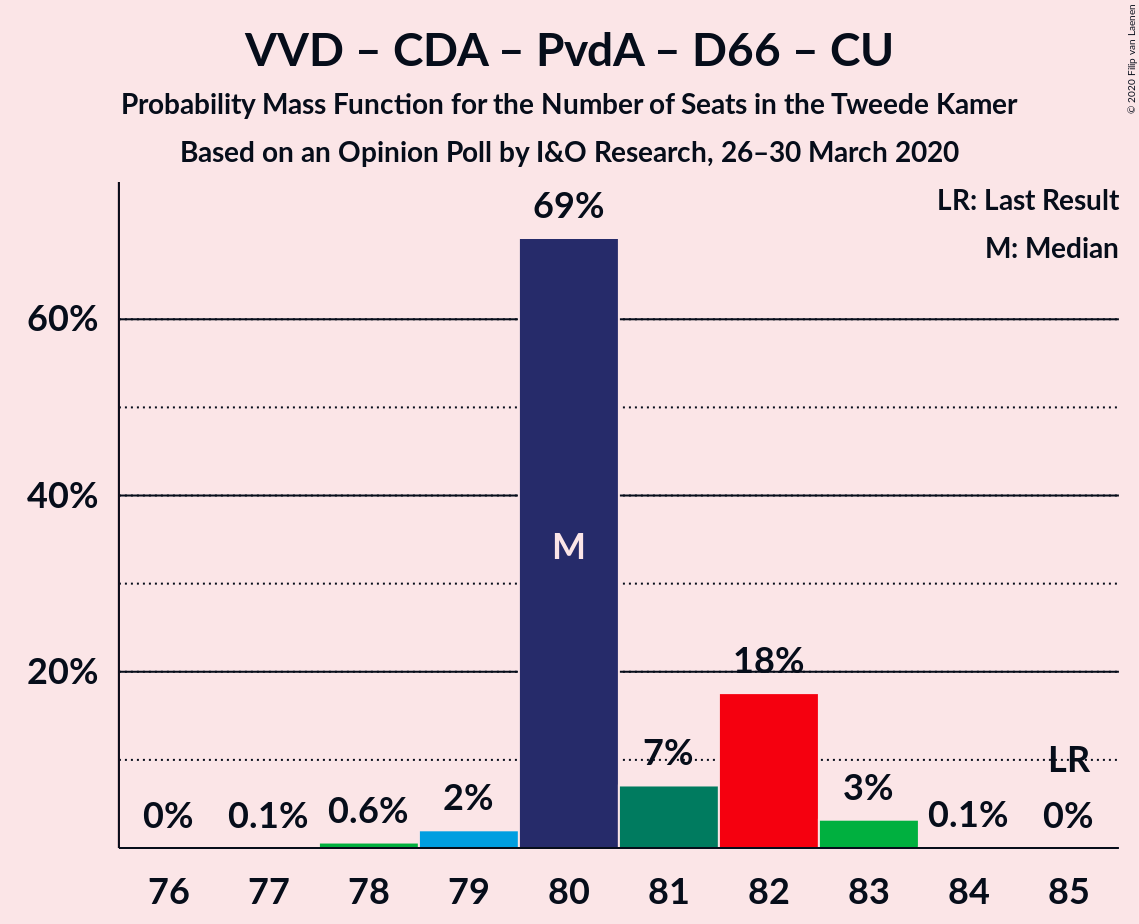 VVD – CDA – PvdA – D66 – CU
Probability Mass Function for the Number of Seats in the Tweede Kamer
Based on an Opinion Poll by I&O Research, 26–30 March 2020
© 2020 Filip van Laenen
LR: Last Result
M: Median
69%
60%
40%
M
20%
18%
7%
LR
0%
0.1%
0.6%
2%
3%
0.1%
0%
76 77 78 79 80 81 82 83 84 85